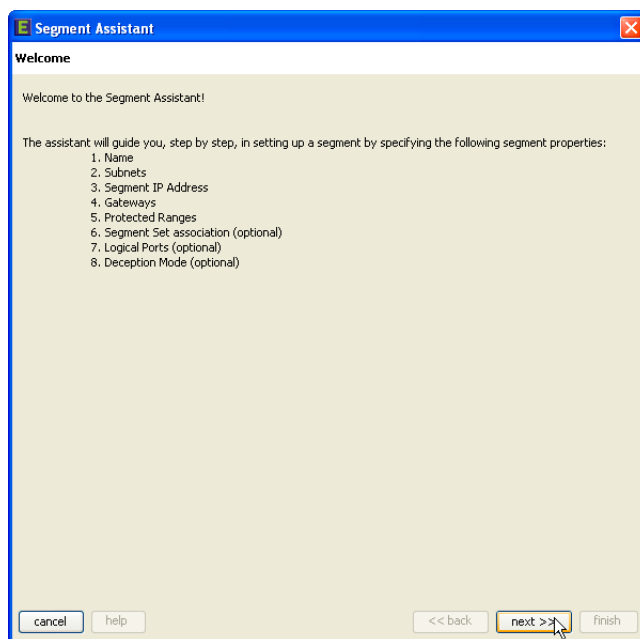 E Segment Assistant
Welcome
Welcome to the Segment Assistant!
The assistant will guide you, step by step, in setting up a segment by specifying the following segment properties:
1. Name
2. Subnets
3. Segment IP Address
4. Gateways
5. Protected Ranges
6. Segment Set association (optional)
7. Logical Ports (optional)
8. Deception Mode (optional)
cancel help << back next >> finish